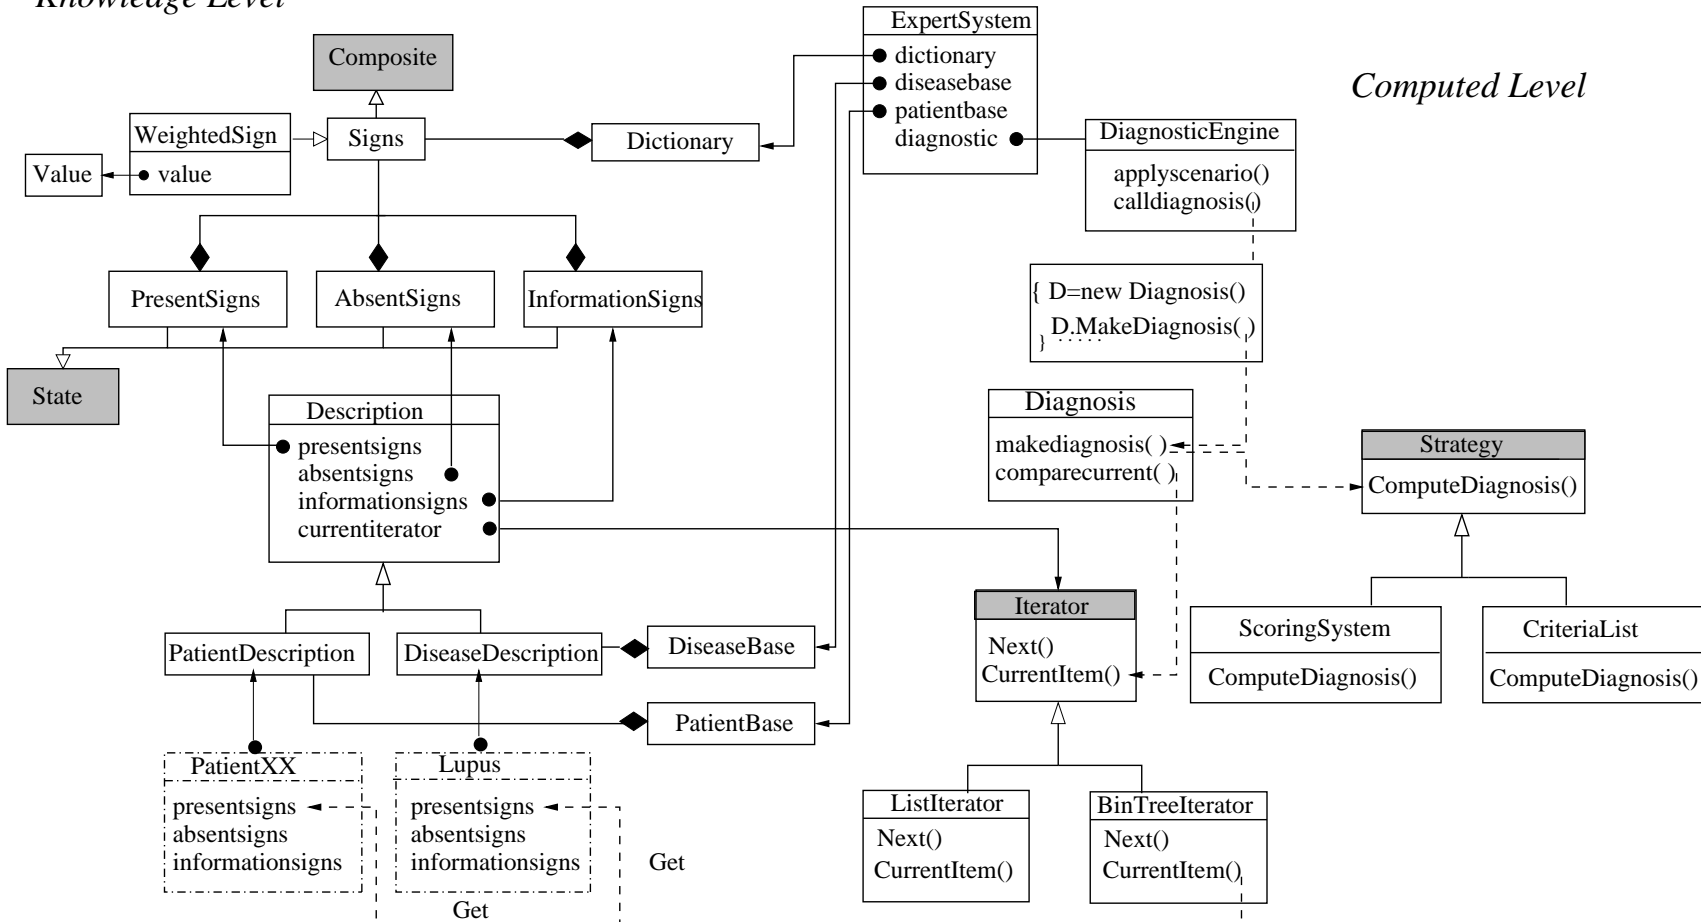 Knowledge Level
Computed Level
Composite
WeightedSign
value
Value
Signs
Dictionary
ExpertSystem
dictionary
diseasebase
patientbase
diagnostic
DiagnosticEngine
applyscenario()
calldiagnosis()
PresentSigns
AbsentSigns
InformationSigns
{ D=new Diagnosis()
D.MakeDiagnosis( )
} .....
State
Description
presentsigns
absentsigns
informationsigns
currentiterator
Diagnosis
makediagnosis( )
comparecurrent( )
Strategy
ComputeDiagnosis()
Iterator
Next()
CurrentItem()
ScoringSystem
ComputeDiagnosis()
CriteriaList
ComputeDiagnosis()
PatientDescription
DiseaseDescription
DiseaseBase
PatientBase
PatientXX
presentsigns
absentsigns
informationsigns
Lupus
presentsigns
absentsigns
informationsigns
Get
Get
ListIterator
Next()
CurrentItem()
BinTreeIterator
Next()
CurrentItem()